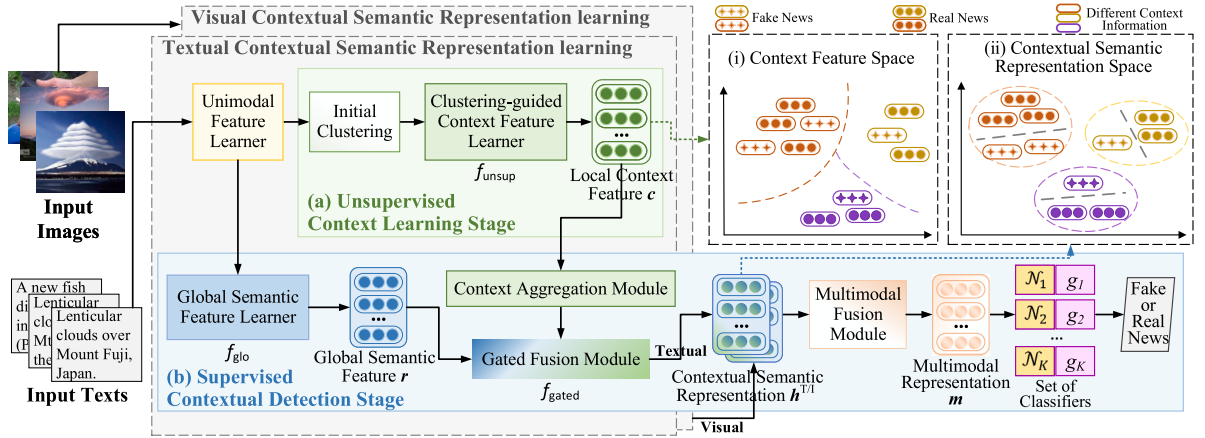 Visual Contextual Semantic Representation learning
Textual Contextual Semantic Representation learning
Input
Images
A new fish
di
in
(P
Lenticular
clo
Mt
the
Lenticular
clouds over
Mount Fuji,
Japan.
Input Texts
Unimodal
Feature
Learner
Initial
Clustering
Clustering-guided
Context Feature
Learner
f_unsup
...
Local Context
Feature c
(a) Unsupervised
Context Learning Stage
Global Semantic
Feature Learner
f_glo
...
Global Semantic
Feature r
(b) Supervised
Contextual Detection Stage
Context Aggregation Module
Gated Fusion Module
f_gated
Textual
Visual
...
Contextual Semantic
Representation h^T/I
Multimodal
Fusion
Module
...
Multimodal
Representation
m
N_1 g_1
N_2 g_2
...
N_K g_K
Set of
Classifiers
Fake
or
Real
News
Fake News
Real News
Different Context
Information
(i) Context Feature Space
(ii) Contextual Semantic
Representation Space